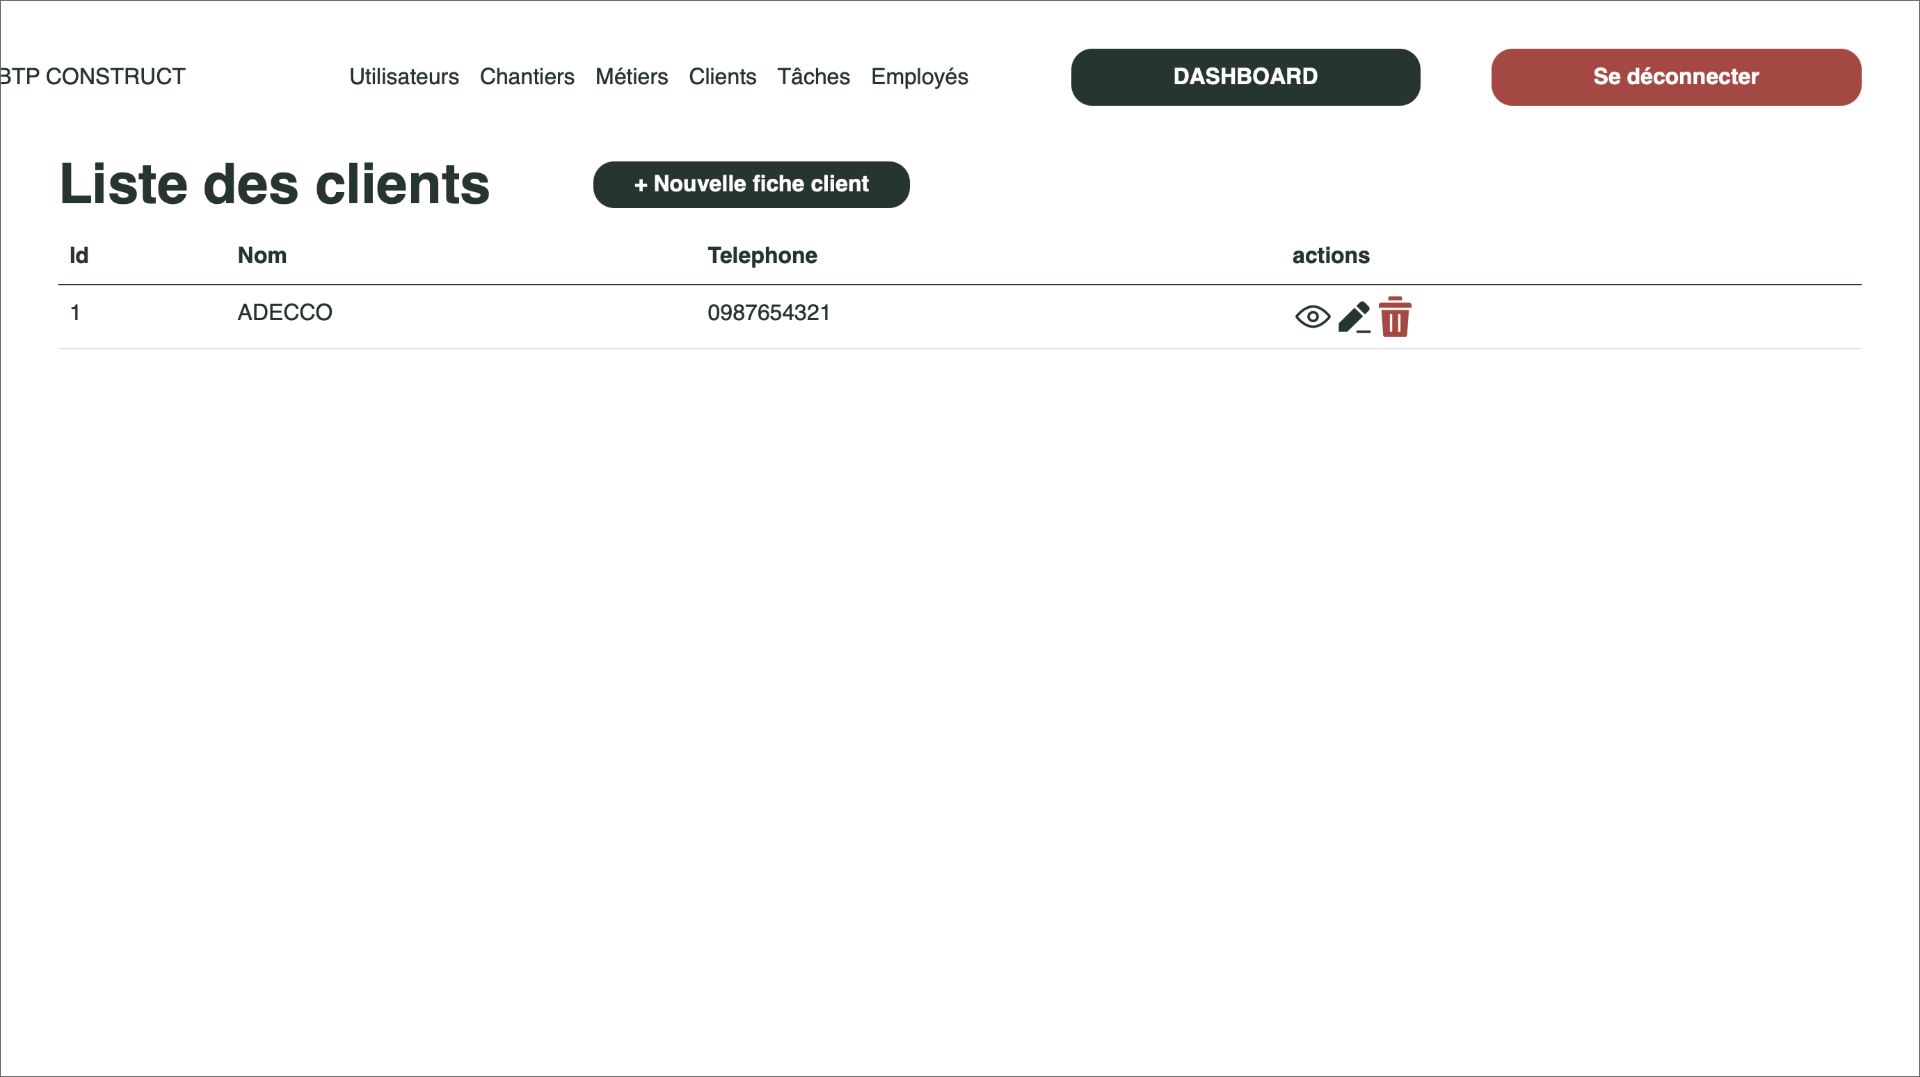 BTP CONSTRUCT Utilisateurs Chantiers Métiers Clients Tâches Employés DASHBOARD Se déconnecter
Liste des clients + Nouvelle fiche client
Id Nom Telephone actions
1 ADECCO 0987654321